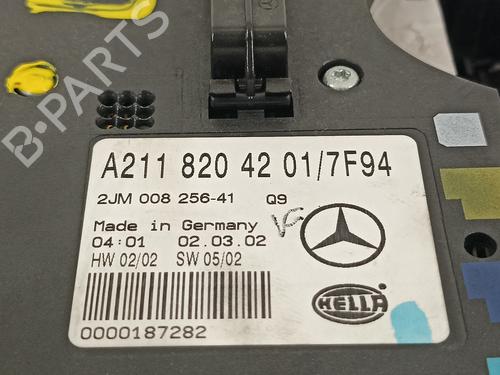 B-PARTS
A211 820 42 01/7F94
2JM 008 256-41 Q9
Made in Germany
04:01 02.03.02
HW 02/02 SW 05/02
HELLA
0000187282